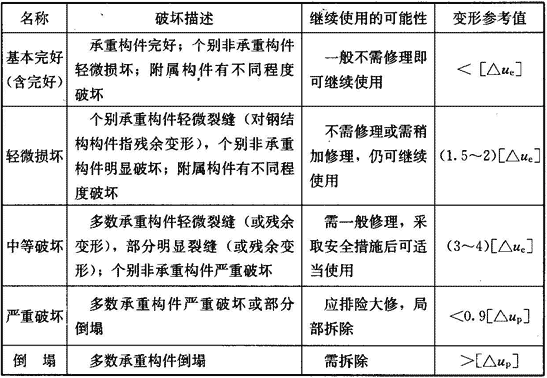 名称 破坏描述 继续使用的可能性 变形参考值
基本完好
(含完好)
承重构件完好；个别非承重构件
轻微损坏；附属构件有不同程度
破坏
一般不需修理即
可继续使用
＜[△ue]
轻微损坏
个别承重构件轻微裂缝（对钢结
构构件指残余变形），个别非承重
构件明显破坏；附属构件有不同程
度破坏
不需修理或需稍
加修理，仍可继续
使用
(1.5～2)[△ue]
中等破坏
多数承重构件轻微裂缝（或残余
变形），部分明显裂缝（或残余变
形）；个别非承重构件严重破坏
需一般修理，采
取安全措施后可适
当使用
(3～4)[△ue]
严重破坏
多数承重构件严重破坏或部分
倒塌
应排险大修，局
部拆除
＜0.9[△up]
倒 塌
多数承重构件倒塌
需拆除
＞[△up]